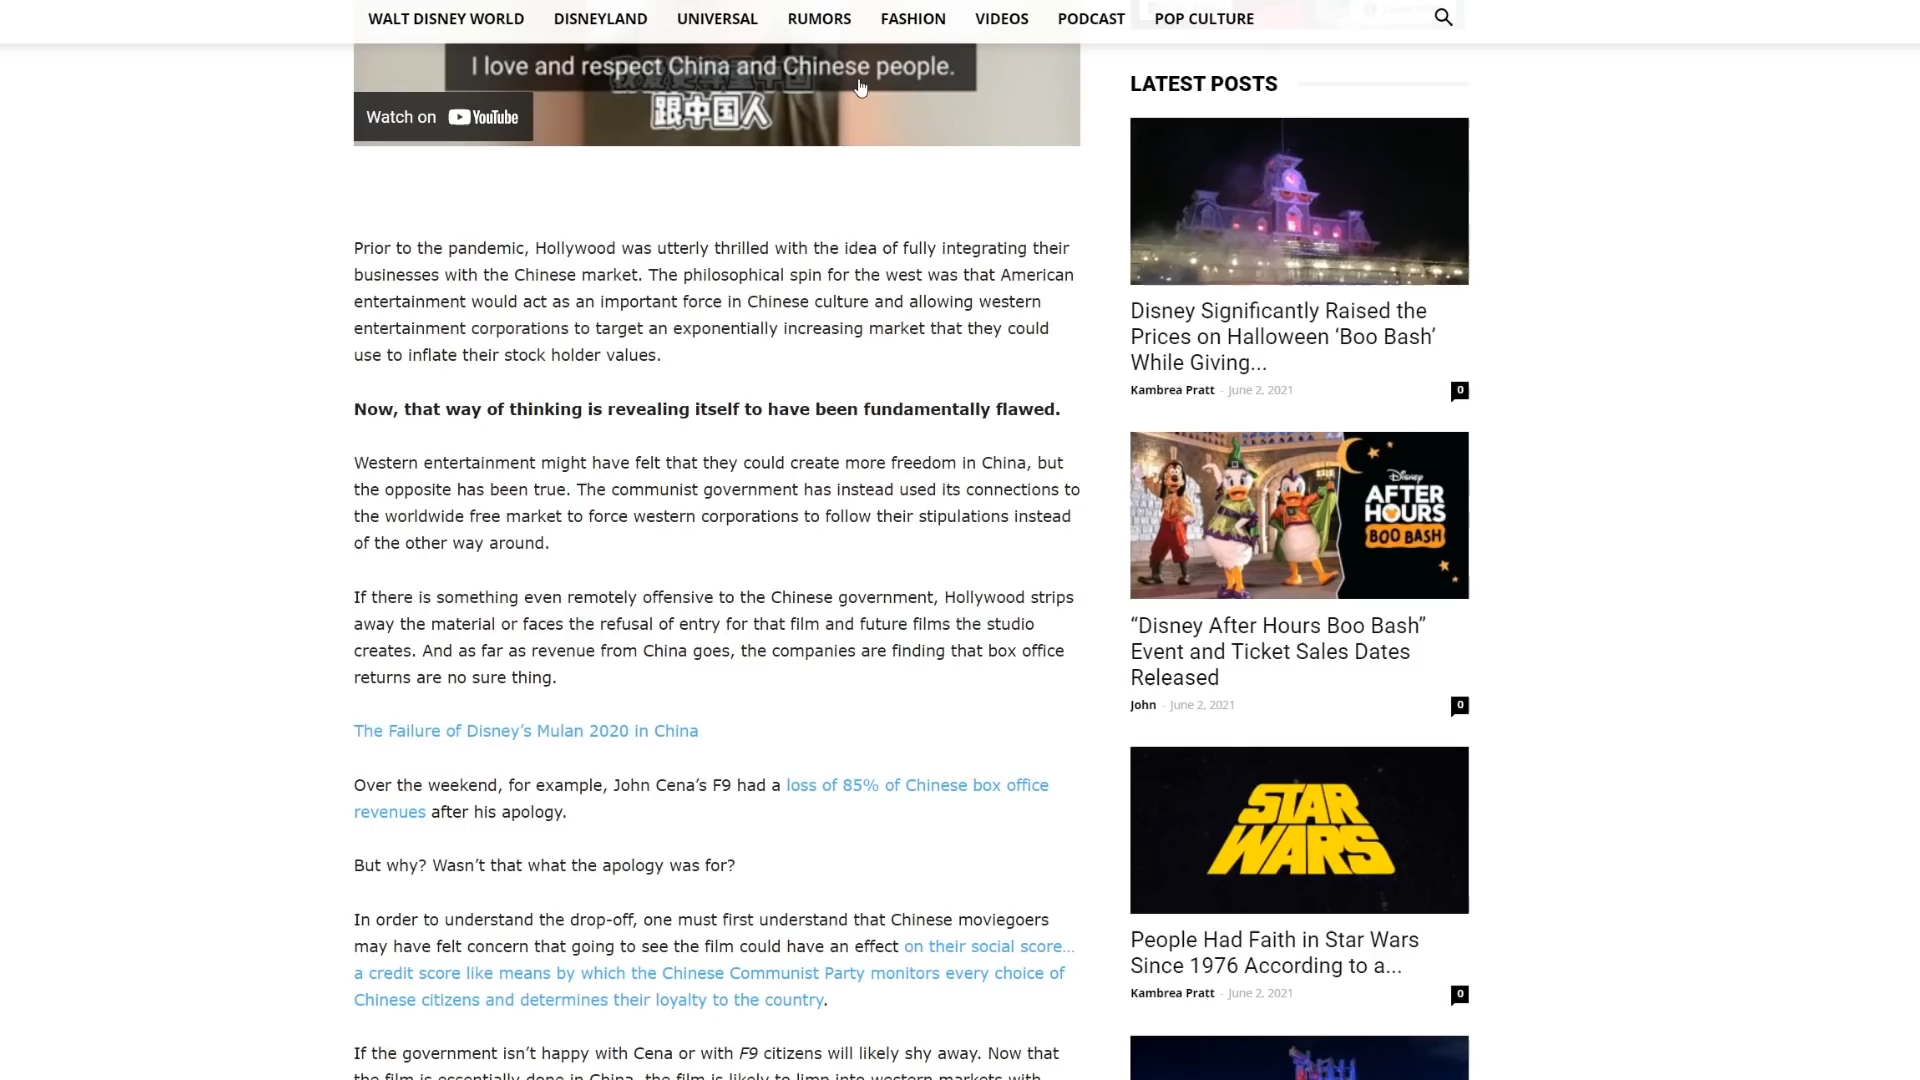 WALT DISNEY WORLD DISNEYLAND UNIVERSAL RUMORS FASHION VIDEOS PODCAST POP CULTURE
I love and respect China and Chinese people.
跟中国人
Watch on YouTube
Prior to the pandemic, Hollywood was utterly thrilled with the idea of fully integrating their
businesses with the Chinese market. The philosophical spin for the west was that American
entertainment would act as an important force in Chinese culture and allowing western
entertainment corporations to target an exponentially increasing market that they could
use to inflate their stock holder values.
Now, that way of thinking is revealing itself to have been fundamentally flawed.
Western entertainment might have felt that they could create more freedom in China, but
the opposite has been true. The communist government has instead used its connections to
the worldwide free market to force western corporations to follow their stipulations instead
of the other way around.
If there is something even remotely offensive to the Chinese government, Hollywood strips
away the material or faces the refusal of entry for that film and future films the studio
creates. And as far as revenue from China goes, the companies are finding that box office
returns are no sure thing.
The Failure of Disney’s Mulan 2020 in China
Over the weekend, for example, John Cena’s F9 had a loss of 85% of Chinese box office
revenues after his apology.
But why? Wasn’t that what the apology was for?
In order to understand the drop-off, one must first understand that Chinese moviegoers
may have felt concern that going to see the film could have an effect on their social score…
a credit score like means by which the Chinese Communist Party monitors every choice of
Chinese citizens and determines their loyalty to the country.
If the government isn’t happy with Cena or with F9 citizens will likely shy away. Now that
the film is essentially done in China, the film is likely to limp into western markets with
LATEST POSTS
Disney Significantly Raised the
Prices on Halloween ‘Boo Bash’
While Giving...
Kambrea Pratt - June 2, 2021 0
Disney
AFTER
HOURS
BOO BASH
“Disney After Hours Boo Bash”
Event and Ticket Sales Dates
Released
John - June 2, 2021 0
STAR
WARS
People Had Faith in Star Wars
Since 1976 According to a...
Kambrea Pratt - June 2, 2021 0